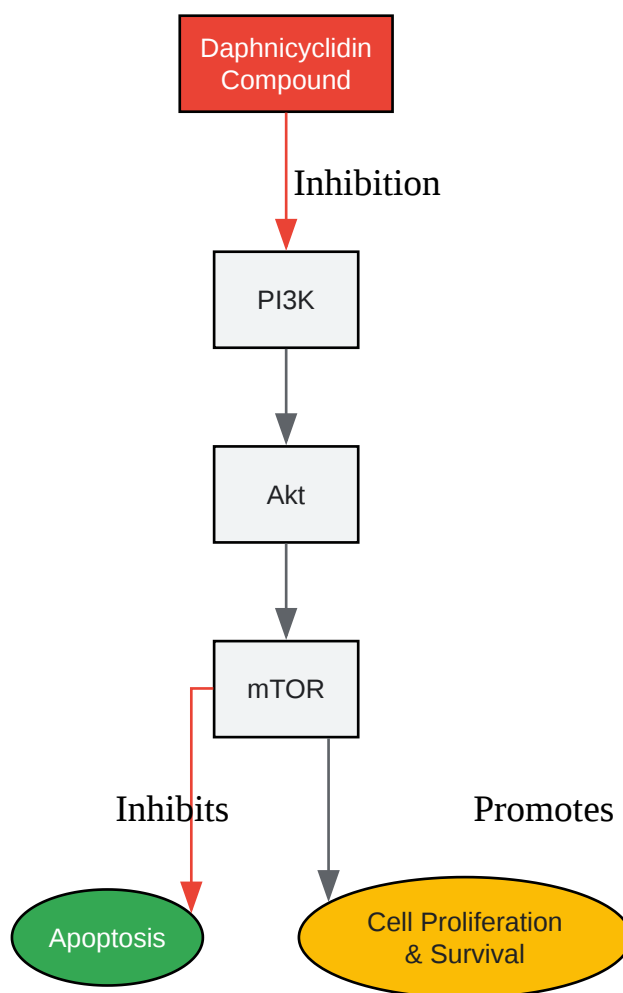 Daphnicyclidin
Compound
Inhibition
PI3K
Akt
mTOR
Inhibits
Promotes
Apoptosis
Cell Proliferation
& Survival